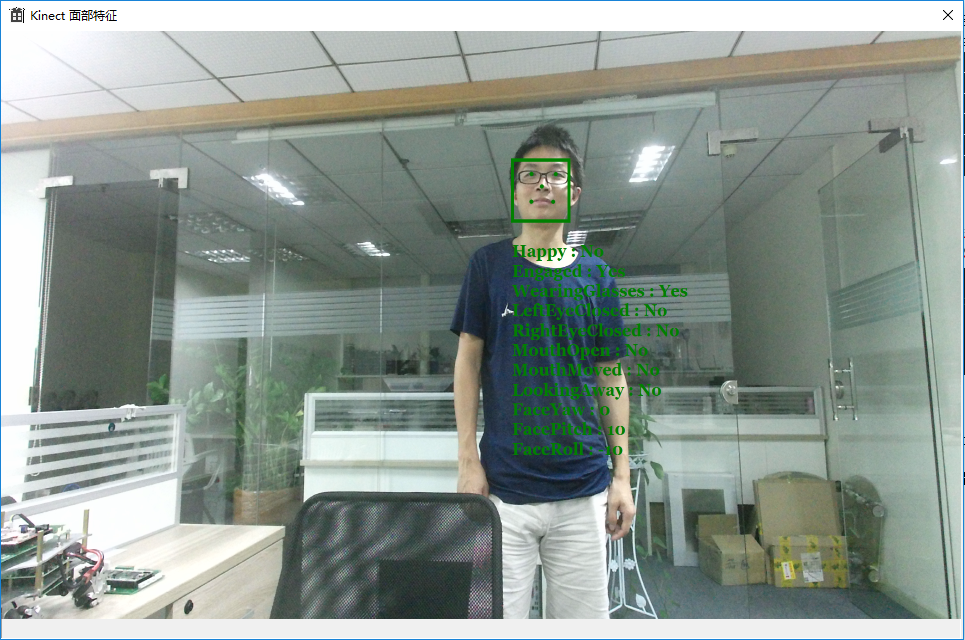 Kinect 面部特征
Happy : No
Engaged : Yes
WearingGlasses : Yes
LeftEyeClosed : No
RightEyeClosed : No
MouthOpen : No
MouthMoved : No
LookingAway : No
FaceYaw : 0
FacePitch : 10
FaceRoll : -10